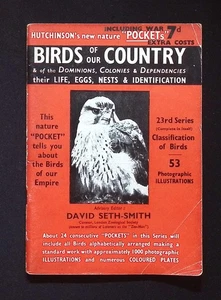 INCLUDING WAR 7d
HUTCHINSON'S new nature "POCKETs" EXTRA COSTS
BIRDS of our COUNTRY
& of the DOMINIONS, COLONIES & DEPENDENCIES
their LIFE, EGGS, NESTS & IDENTIFICATION
This
nature
"POCKET"
tells you
about the
Birds of
our
Empire
23rd Series
(Complete in itself)
Classification
of Birds
53
Photographic
ILLUSTRATIONS
Advisory Editor:
DAVID SETH-SMITH
About 24 consecutive "POCKETS" in this Series will
include all Birds alphabetically arranged making a
standard work with approximately 1000 photographic
ILLUSTRATIONS and numerous COLOURED PLATES